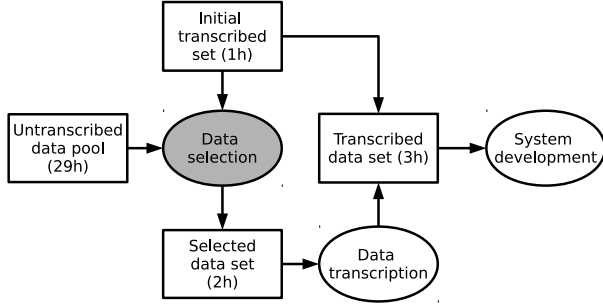 Initial
transcribed
set (1h)
Untranscribed
data pool
(29h)
Data
selection
Transcribed
data set (3h)
System
development
Selected
data set
(2h)
Data
transcription